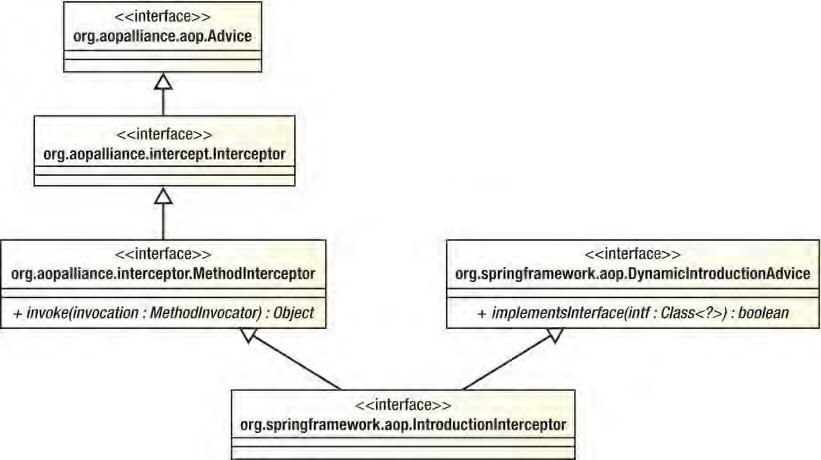 <<interface>>
org.aopalliance.aop.Advice
<<interface>>
org.aopalliance.intercept.Interceptor
<<interface>>
org.aopalliance.interceptor.MethodInterceptor
+ invoke(invocation : MethodInvocator) : Object
<<interface>>
org.springframework.aop.DynamicIntroductionAdvice
+ implementsInterface(intf : Class<?>) : boolean
<<interface>>
org.springframework.aop.IntroductionInterceptor